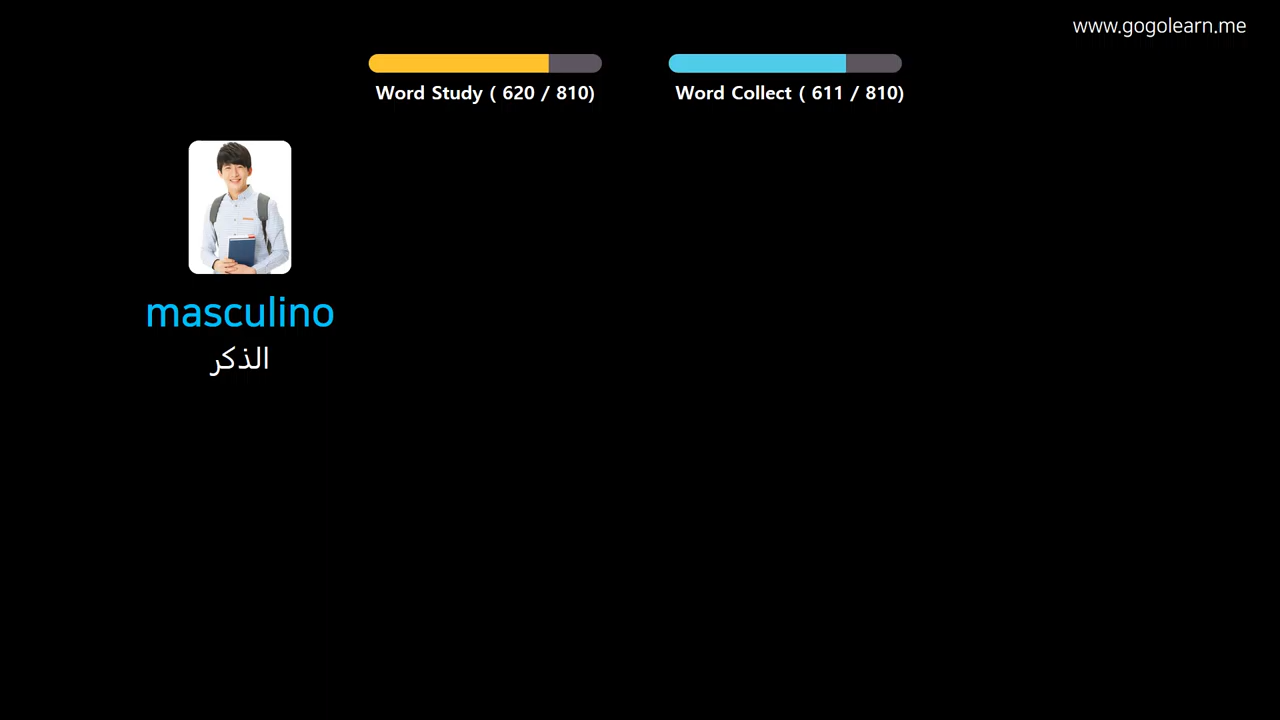 www.gogolearn.me
Word Study ( 620 / 810)
Word Collect ( 611 / 810)
masculino
الذكر